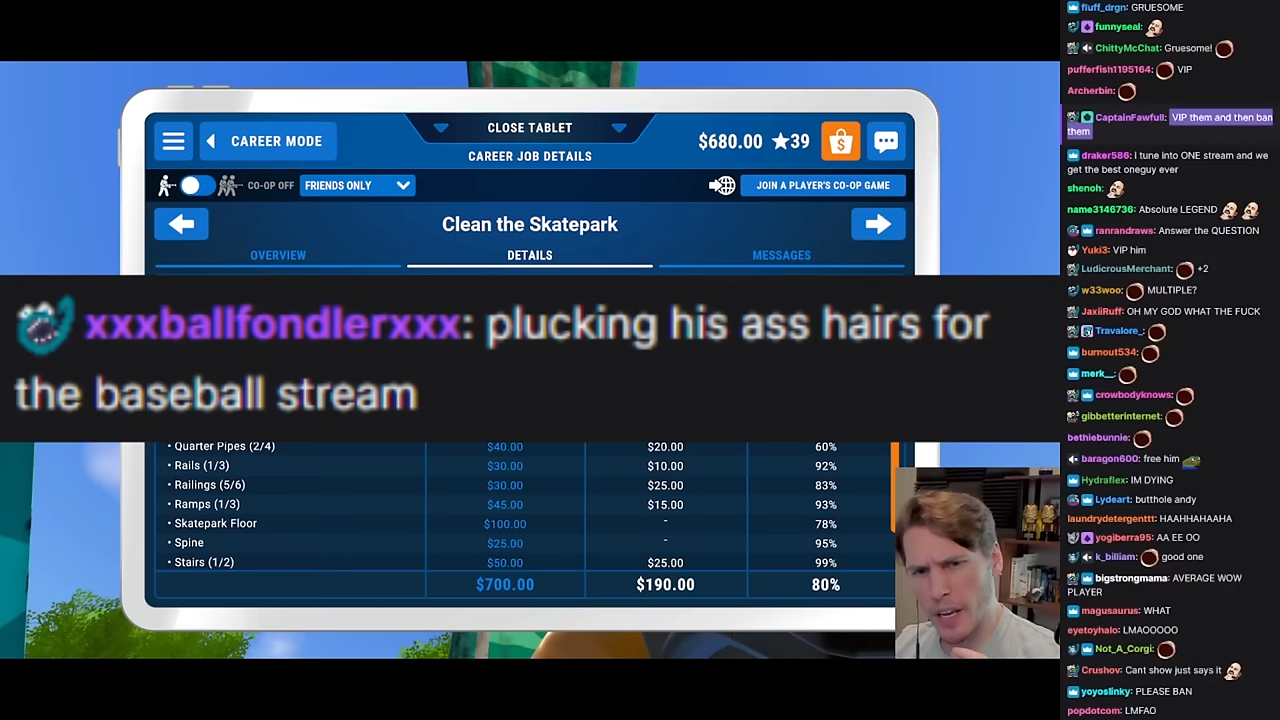 CLOSE TABLET
CAREER MODE
$680.00 ★39
CAREER JOB DETAILS
CO-OP OFF
FRIENDS ONLY
JOIN A PLAYER'S CO-OP GAME
Clean the Skatepark
OVERVIEW
DETAILS
MESSAGES
xxxballfondlerxxx: plucking his ass hairs for
the baseball stream
• Quarter Pipes (2/4) $40.00 $20.00 60%
• Rails (1/3) $30.00 $10.00 92%
• Railings (5/6) $30.00 $25.00 83%
• Ramps (1/3) $45.00 $15.00 93%
• Skatepark Floor $100.00 - 78%
• Spine $25.00 - 95%
• Stairs (1/2) $50.00 $25.00 99%
$700.00 $190.00 80%
fluff_drgn: GRUESOME
funnyseal:
ChittyMcChat: Gruesome!
pufferfish1195164: VIP
Archerbin:
CaptainFawfull: VIP them and then ban
them
draker586: i tune into ONE stream and we
get the best oneguy ever
shenoh:
name3146736: Absolute LEGEND
ranrandraws: Answer the QUESTION
Yuki3: VIP him
LudicrousMerchant: +2
w33woo: MULTIPLE?
JaxiiRuff: OH MY GOD WHAT THE FUCK
Travalore_:
burnout534:
merk__:
crowbodyknows:
gibbetterinternet:
bethiebunnie:
baragon600: free him
Hydraflex: IM DYING
Lydeart: butthole andy
laundrydetergenttt: HAAHHAHAAHA
yogiberra95: AA EE OO
k_billiam: good one
bigstrongmama: AVERAGE WOW
PLAYER
magusaurus: WHAT
eyetoyhalo: LMAOOOOO
Not_A_Corgi:
Crushov: Cant show just says it
yoyoslinky: PLEASE BAN
popdotcom: LMFAO